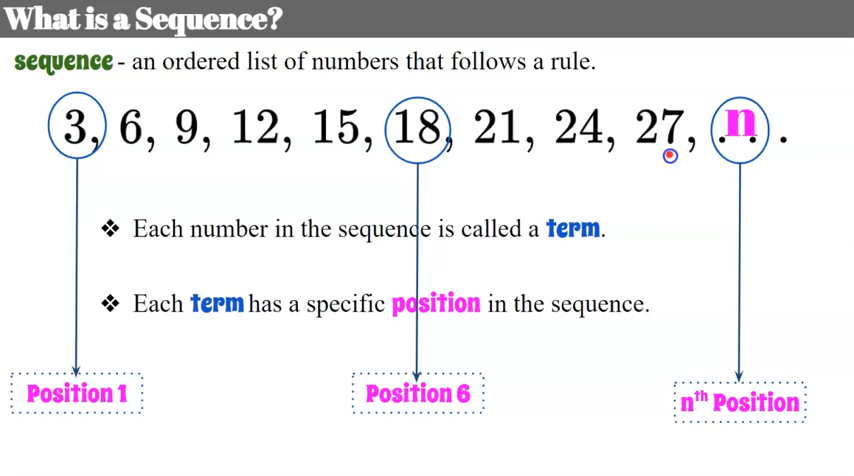 What is a Sequence?
sequence - an ordered list of numbers that follows a rule.
3, 6, 9, 12, 15, 18, 21, 24, 27, . . . n
❖ Each number in the sequence is called a term.
❖ Each term has a specific position in the sequence.
Position 1
Position 6
nth Position